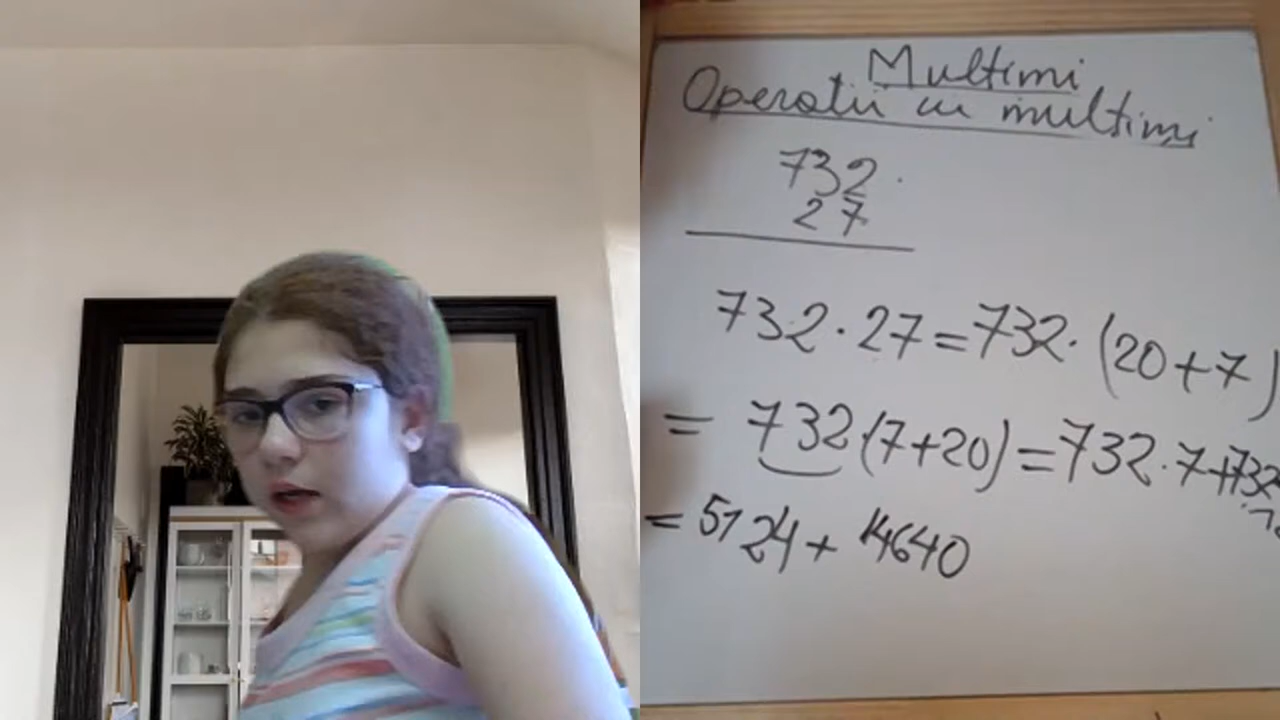 Multimi
Operatii cu multimi
732 ·
27
732 · 27 = 732 · (20 + 7)
= 732 · (7 + 20) = 732 · 7 + 732
= 5124 + 14640